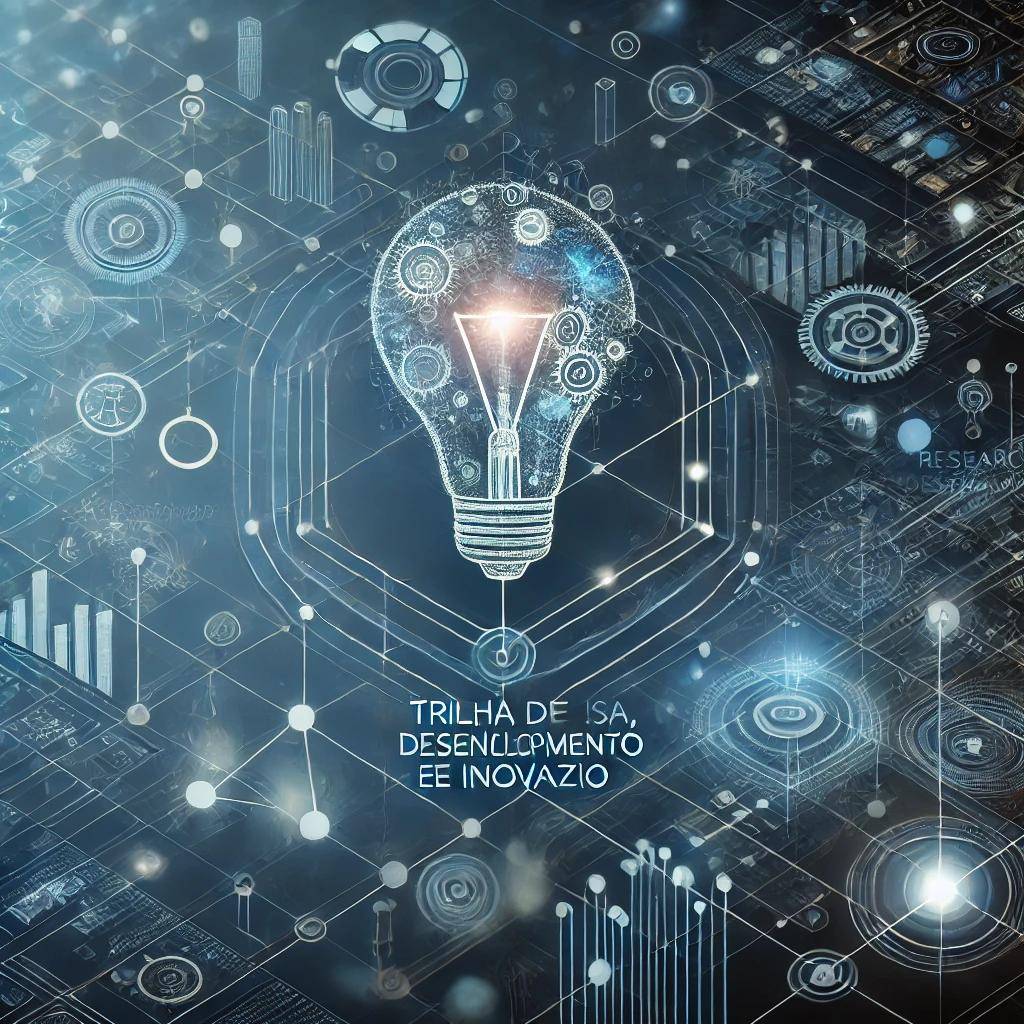 TRILHA DE ISA,
DESENCLOPMENTO
EE INOVAZIO
RESEARC